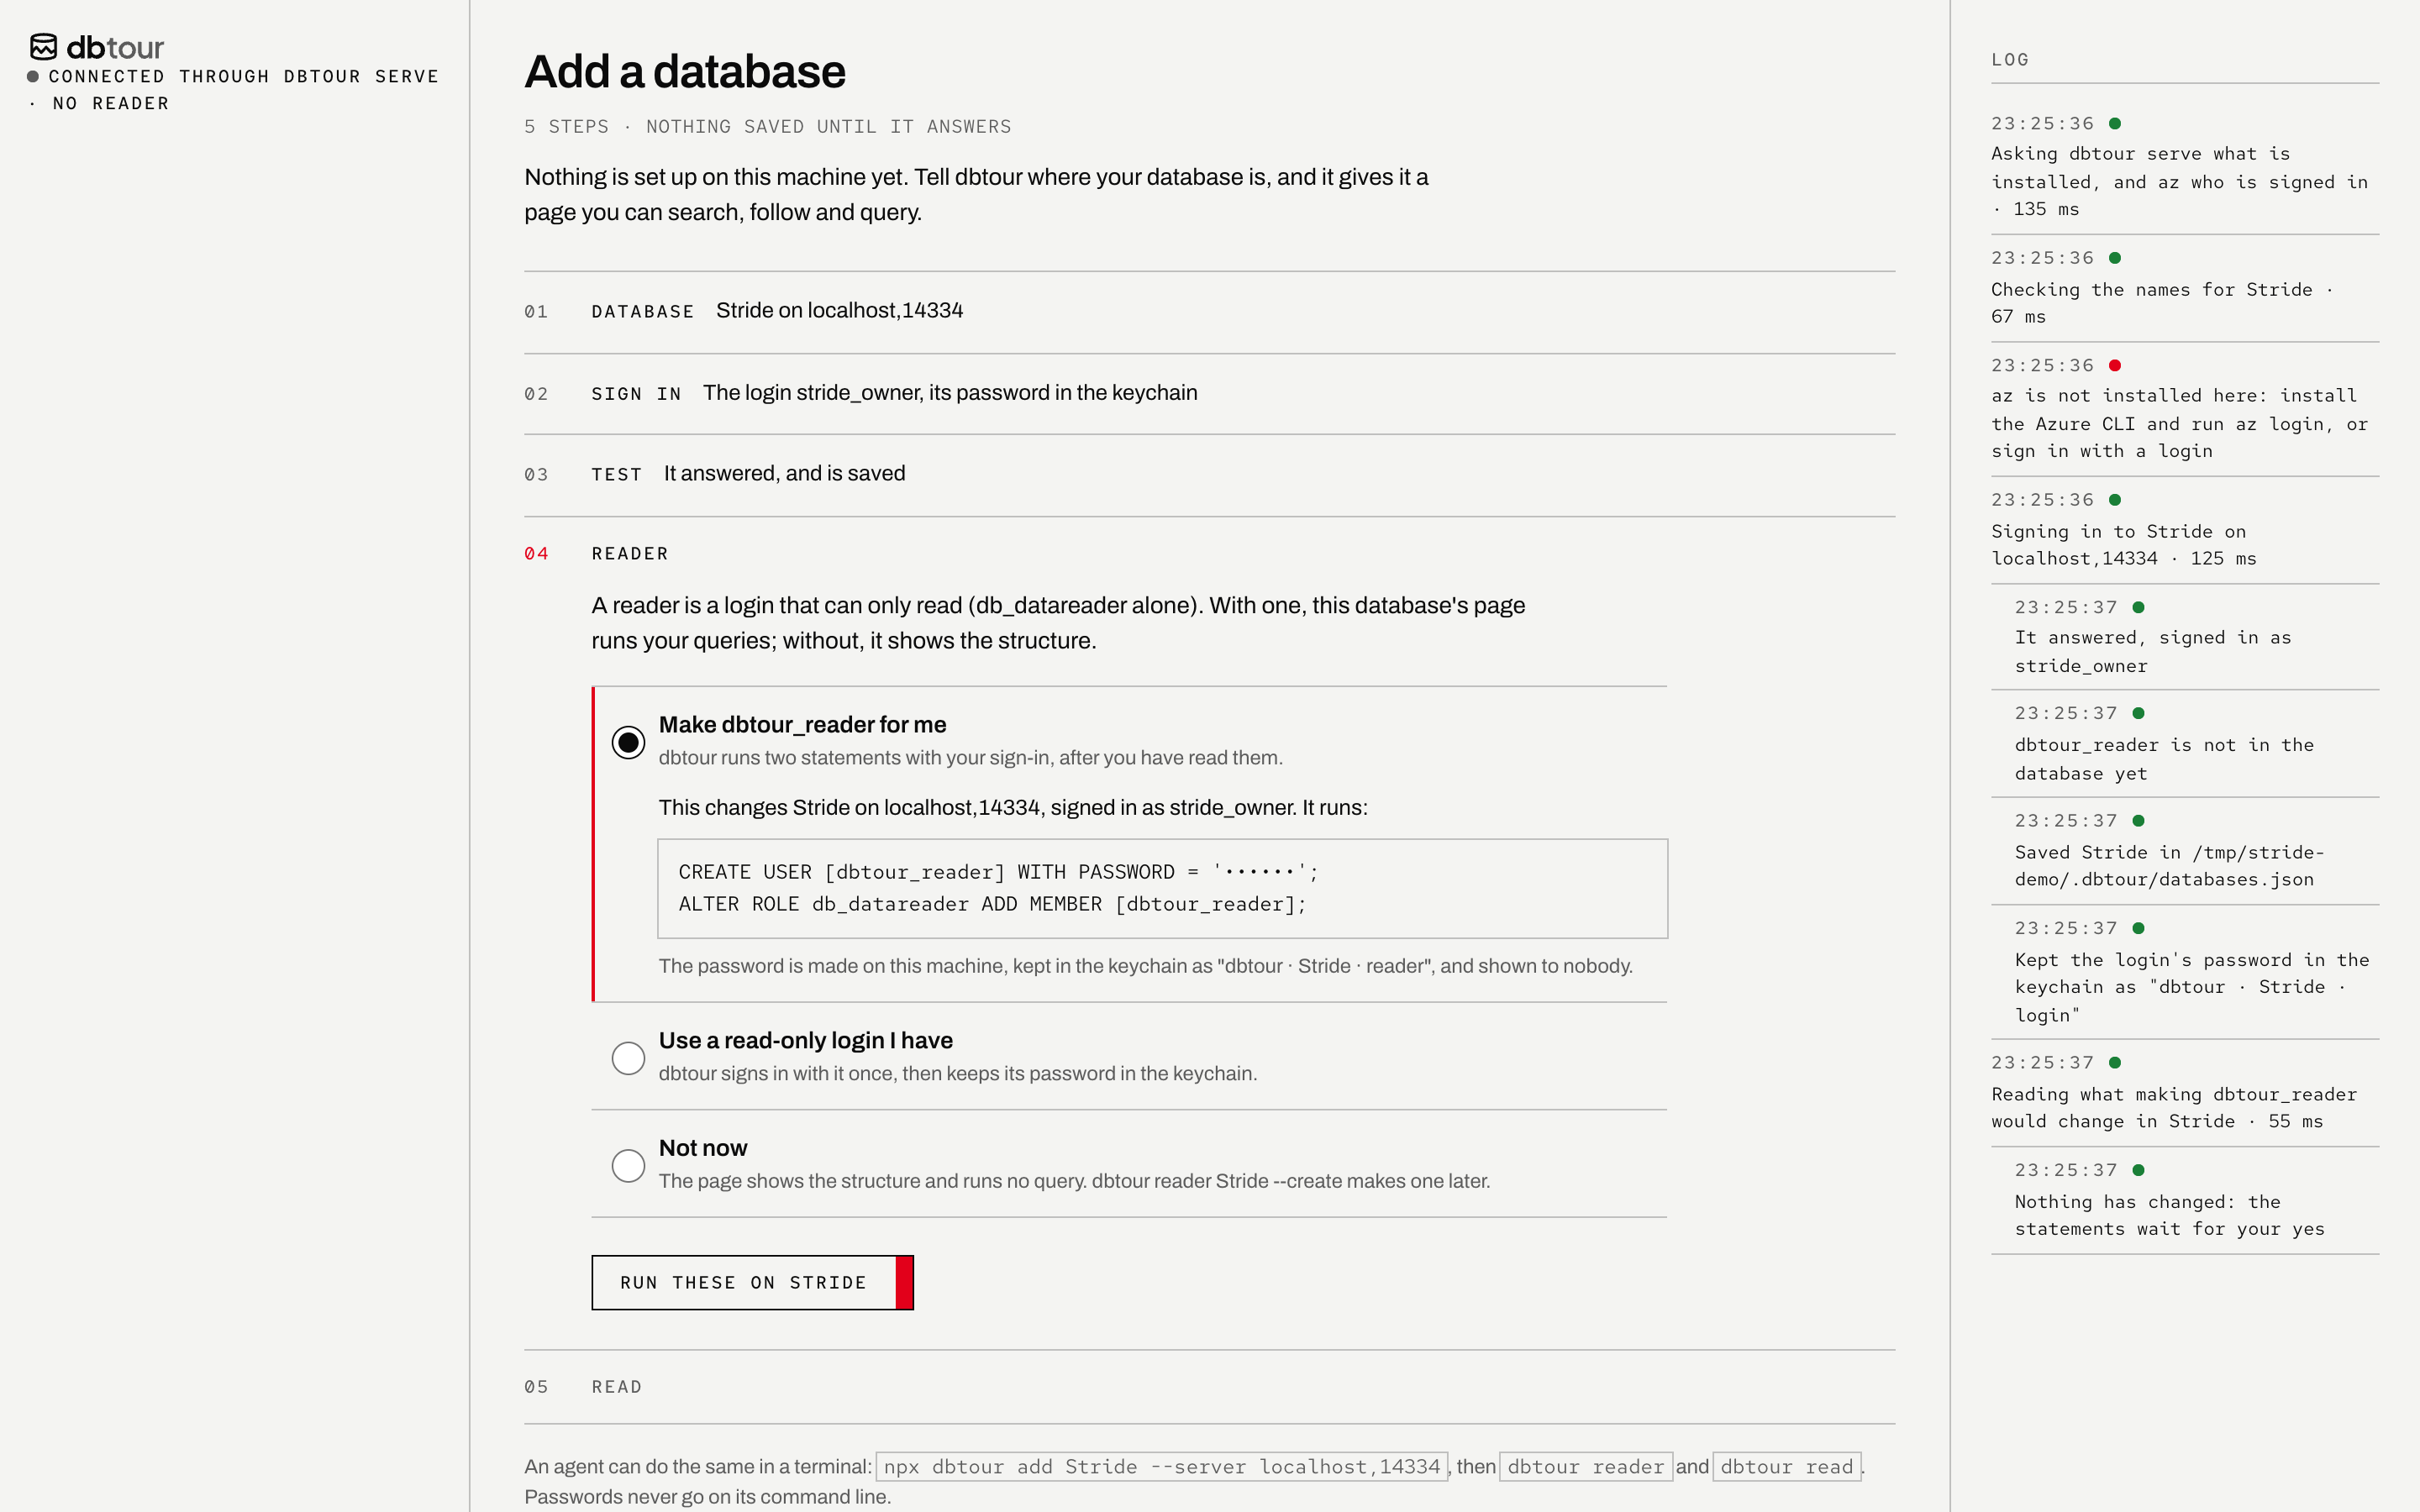 dbtour
CONNECTED THROUGH DBTOUR SERVE
· NO READER
Add a database
5 STEPS · NOTHING SAVED UNTIL IT ANSWERS
Nothing is set up on this machine yet. Tell dbtour where your database is, and it gives it a
page you can search, follow and query.
01 DATABASE Stride on localhost,14334
02 SIGN IN The login stride_owner, its password in the keychain
03 TEST It answered, and is saved
04 READER
A reader is a login that can only read (db_datareader alone). With one, this database's page
runs your queries; without, it shows the structure.
Make dbtour_reader for me
dbtour runs two statements with your sign-in, after you have read them.
This changes Stride on localhost,14334, signed in as stride_owner. It runs:
CREATE USER [dbtour_reader] WITH PASSWORD = '••••••';
ALTER ROLE db_datareader ADD MEMBER [dbtour_reader];
The password is made on this machine, kept in the keychain as "dbtour · Stride · reader", and shown to nobody.
Use a read-only login I have
dbtour signs in with it once, then keeps its password in the keychain.
Not now
The page shows the structure and runs no query. dbtour reader Stride --create makes one later.
RUN THESE ON STRIDE
05 READ
An agent can do the same in a terminal: npx dbtour add Stride --server localhost,14334, then dbtour reader and dbtour read.
Passwords never go on its command line.
LOG
23:25:36
Asking dbtour serve what is
installed, and az who is signed in
· 135 ms
23:25:36
Checking the names for Stride ·
67 ms
23:25:36
az is not installed here: install
the Azure CLI and run az login, or
sign in with a login
23:25:36
Signing in to Stride on
localhost,14334 · 125 ms
23:25:37
It answered, signed in as
stride_owner
23:25:37
dbtour_reader is not in the
database yet
23:25:37
Saved Stride in /tmp/stride-
demo/.dbtour/databases.json
23:25:37
Kept the login's password in the
keychain as "dbtour · Stride ·
login"
23:25:37
Reading what making dbtour_reader
would change in Stride · 55 ms
23:25:37
Nothing has changed: the
statements wait for your yes